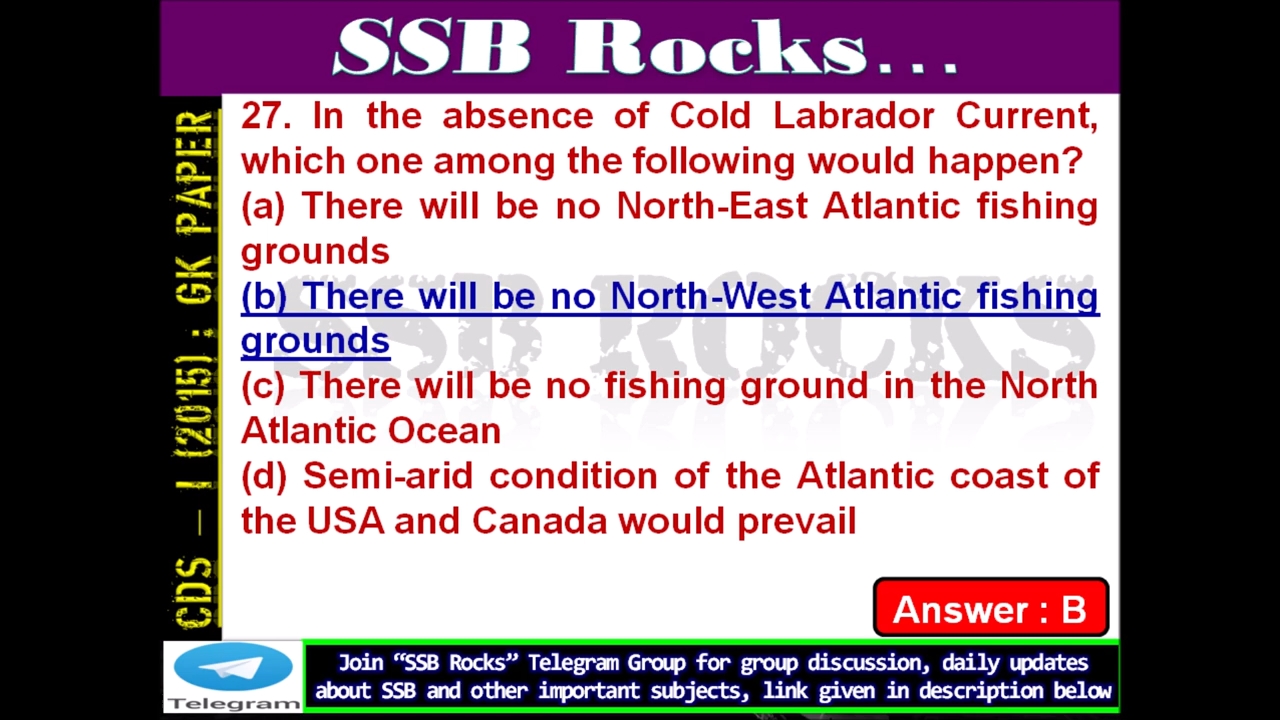 SSB Rocks...
CDS – I (2015) : GK PAPER
27. In the absence of Cold Labrador Current,
which one among the following would happen?
(a) There will be no North-East Atlantic fishing
grounds
(b) There will be no North-West Atlantic fishing
grounds
(c) There will be no fishing ground in the North
Atlantic Ocean
(d) Semi-arid condition of the Atlantic coast of
the USA and Canada would prevail
SSB ROCKS
in
Answer : B
Telegram
Join “SSB Rocks” Telegram Group for group discussion, daily updates
about SSB and other important subjects, link given in description below